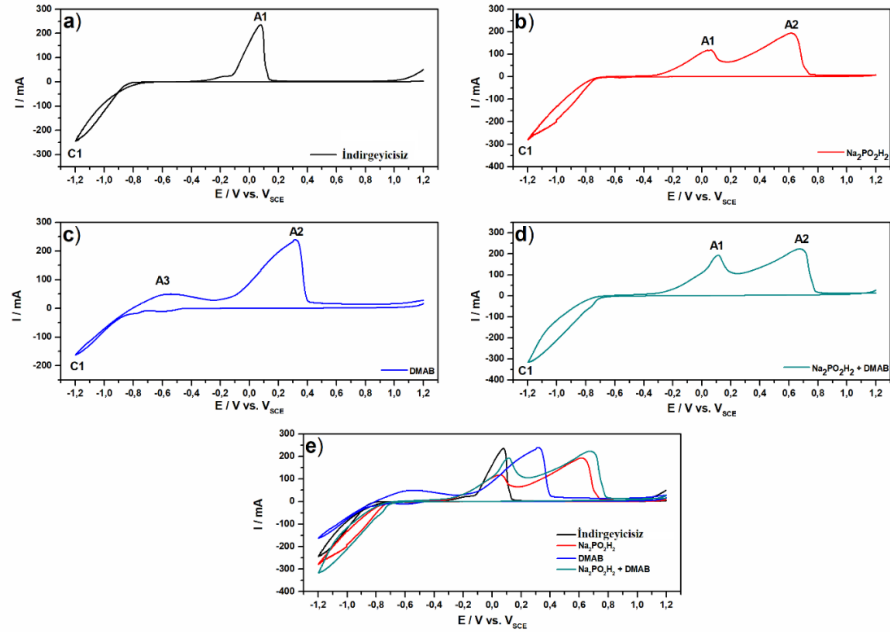 a)
A1
300
200
100
0
-100
-200
-300
I / mA
C1
İndirgeyicisiz
-1,2 -1,0 -0,8 -0,6 -0,4 -0,2 0,0 0,2 0,4 0,6 0,8 1,0 1,2
E / V vs. V_SCE
b)
A1
A2
300
200
100
0
-100
-200
-300
-400
I / mA
C1
Na₂PO₂H₂
-1,2 -1,0 -0,8 -0,6 -0,4 -0,2 0,0 0,2 0,4 0,6 0,8 1,0 1,2
E / V vs. V_SCE
c)
A3
A2
300
200
100
0
-100
-200
I / mA
C1
DMAB
-1,2 -1,0 -0,8 -0,6 -0,4 -0,2 0,0 0,2 0,4 0,6 0,8 1,0 1,2
E / V vs. V_SCE
d)
A1
A2
300
200
100
0
-100
-200
-300
-400
I / mA
C1
Na₂PO₂H₂ + DMAB
-1,2 -1,0 -0,8 -0,6 -0,4 -0,2 0,0 0,2 0,4 0,6 0,8 1,0 1,2
E / V vs. V_SCE
e)
300
200
100
0
-100
-200
-300
-400
I / mA
İndirgeyicisiz
Na₂PO₂H₂
DMAB
Na₂PO₂H₂ + DMAB
-1,2 -1,0 -0,8 -0,6 -0,4 -0,2 0,0 0,2 0,4 0,6 0,8 1,0 1,2
E / V vs. V_SCE